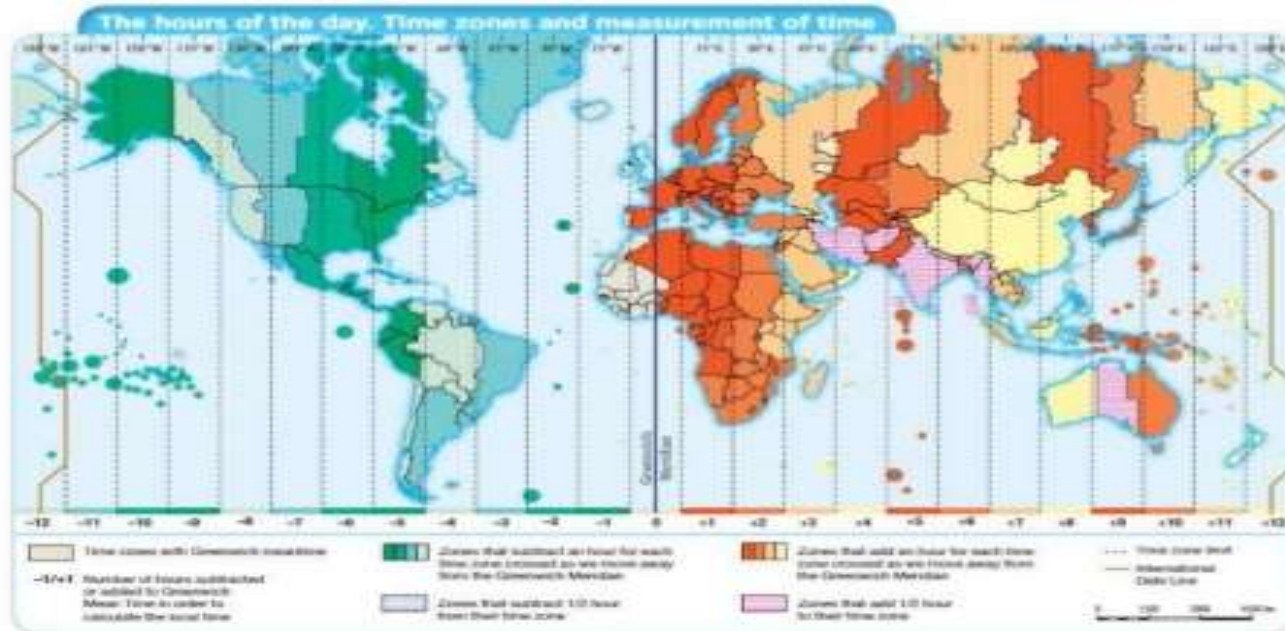 The hours of the day. Time zones and measurement of time
Greenwich
Meridian
-12 -11 -10 -9 -8 -7 -6 -5 -4 -3 -2 -1 0 +1 +2 +3 +4 +5 +6 +7 +8 +9 +10 +11
Time zones with Greenwich meantime
-1/+1 Number of hours subtracted
or added to Greenwich
Mean Time in order to
calculate the local time
Zones that subtract an hour for each
time zone crossed as we move away
from the Greenwich Meridian
Zones that subtract 1/2 hour
from their time zone
Zones that add an hour for each time
zone crossed as we move away from
the Greenwich Meridian
Zones that add 1/2 hour
to their time zone
Time zone limit
International
Date Line